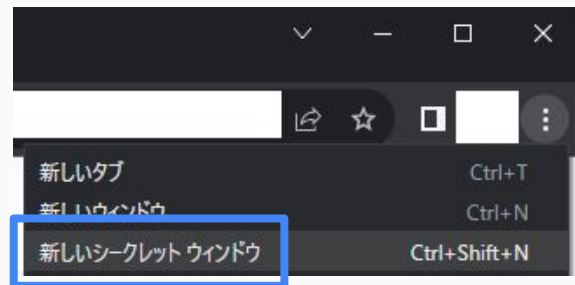 新しいタブ Ctrl+T
新しいウィンドウ Ctrl+N
新しいシークレット ウィンドウ Ctrl+Shift+N